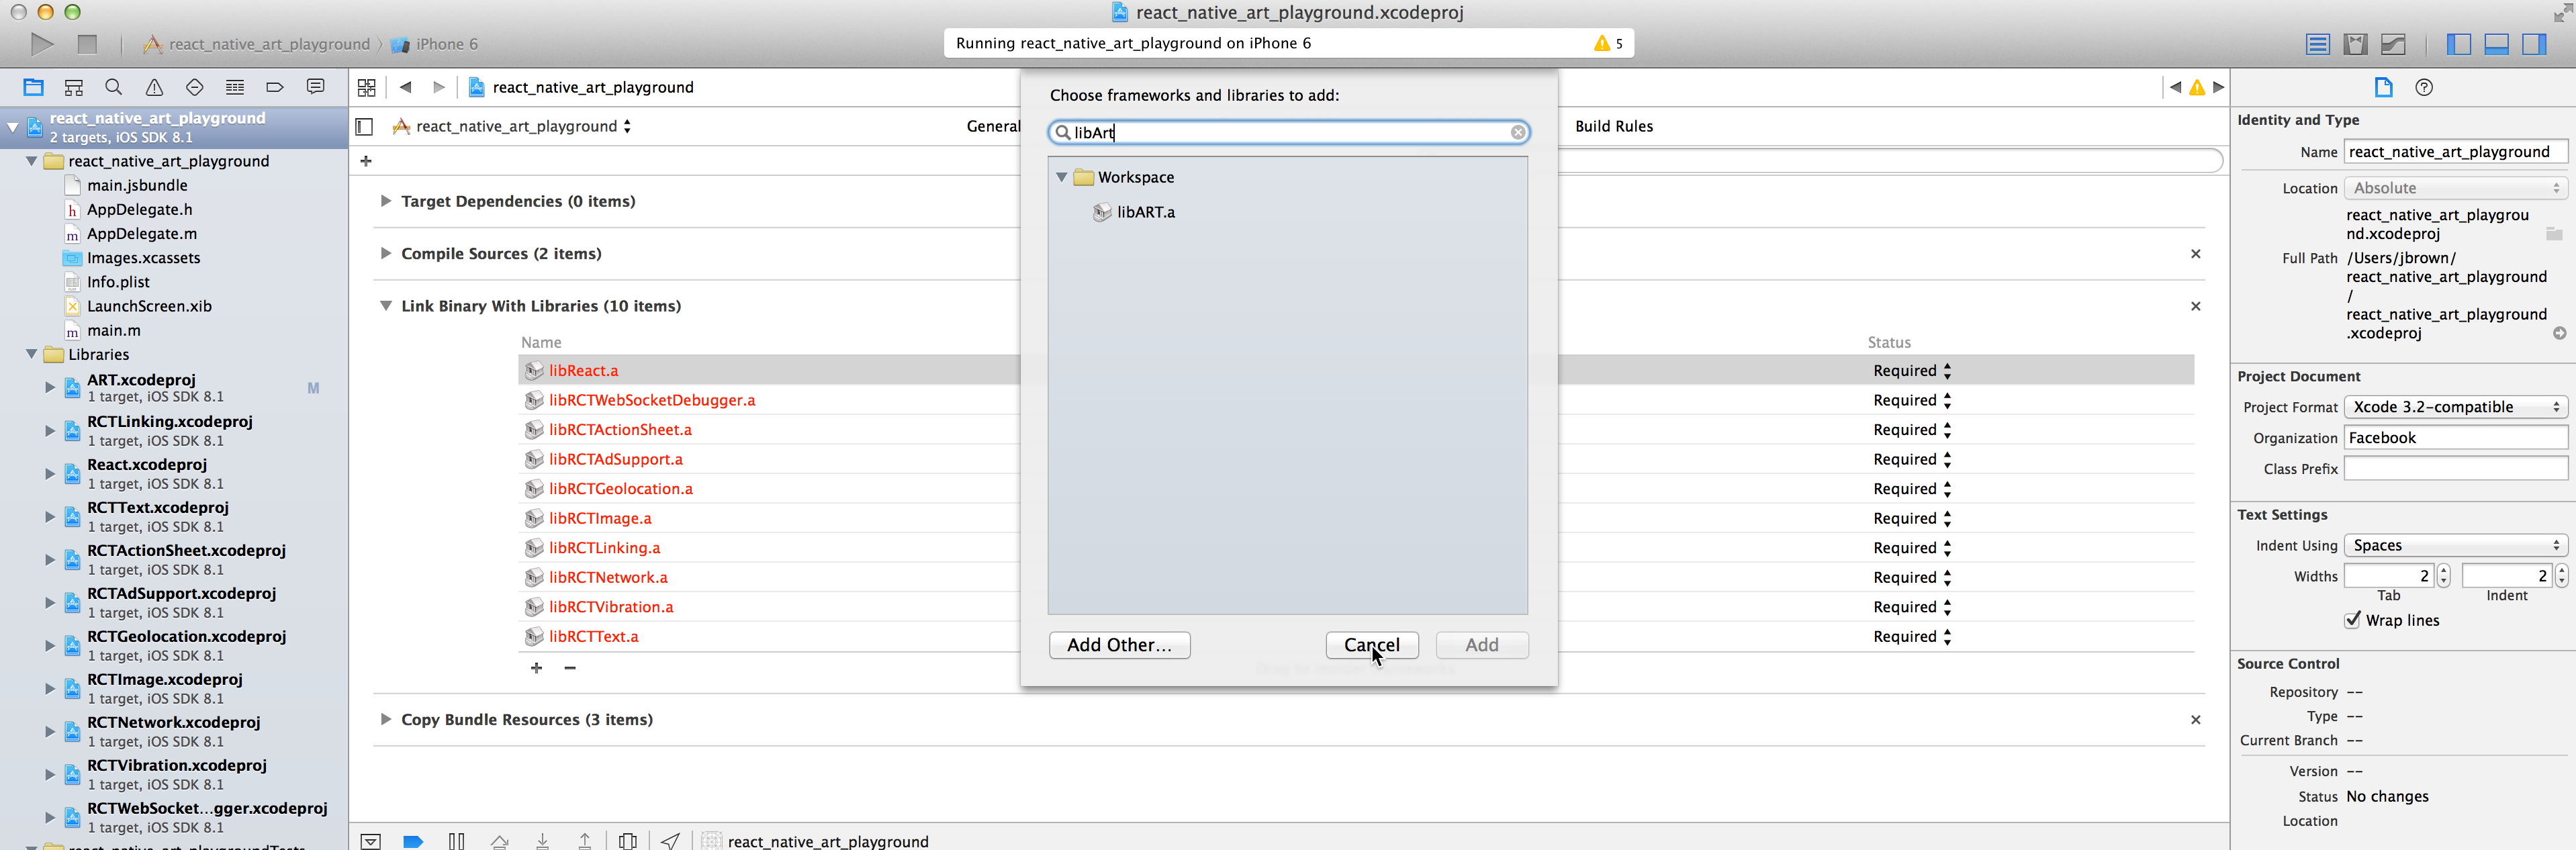 react_native_art_playground.xcodeproj
react_native_art_playground
iPhone 6
Running react_native_art_playground on iPhone 6
5
react_native_art_playground
2 targets, iOS SDK 8.1
react_native_art_playground
main.jsbundle
AppDelegate.h
AppDelegate.m
Images.xcassets
Info.plist
LaunchScreen.xib
main.m
Libraries
ART.xcodeproj
1 target, iOS SDK 8.1
M
RCTLinking.xcodeproj
1 target, iOS SDK 8.1
React.xcodeproj
1 target, iOS SDK 8.1
RCTText.xcodeproj
1 target, iOS SDK 8.1
RCTActionSheet.xcodeproj
1 target, iOS SDK 8.1
RCTAdSupport.xcodeproj
1 target, iOS SDK 8.1
RCTGeolocation.xcodeproj
1 target, iOS SDK 8.1
RCTImage.xcodeproj
1 target, iOS SDK 8.1
RCTNetwork.xcodeproj
1 target, iOS SDK 8.1
RCTVibration.xcodeproj
1 target, iOS SDK 8.1
RCTWebSocket...gger.xcodeproj
1 target, iOS SDK 8.1
react_native_art_playgroundTests
react_native_art_playground
react_native_art_playground
General
Build Rules
Target Dependencies (0 items)
Compile Sources (2 items)
Link Binary With Libraries (10 items)
Name
Status
libReact.a
Required
libRCTWebSocketDebugger.a
Required
libRCTActionSheet.a
Required
libRCTAdSupport.a
Required
libRCTGeolocation.a
Required
libRCTImage.a
Required
libRCTLinking.a
Required
libRCTNetwork.a
Required
libRCTVibration.a
Required
libRCTText.a
Required
Copy Bundle Resources (3 items)
react_native_art_playground
Choose frameworks and libraries to add:
libArt
Workspace
libART.a
Add Other...
Cancel
Add
Identity and Type
Name react_native_art_playground
Location Absolute
react_native_art_playgrou
nd.xcodeproj
Full Path /Users/jbrown/
react_native_art_playground
/
react_native_art_playground
.xcodeproj
Project Document
Project Format Xcode 3.2-compatible
Organization Facebook
Class Prefix
Text Settings
Indent Using Spaces
Widths 2 2
Tab Indent
Wrap lines
Source Control
Repository --
Type --
Current Branch --
Version --
Status No changes
Location